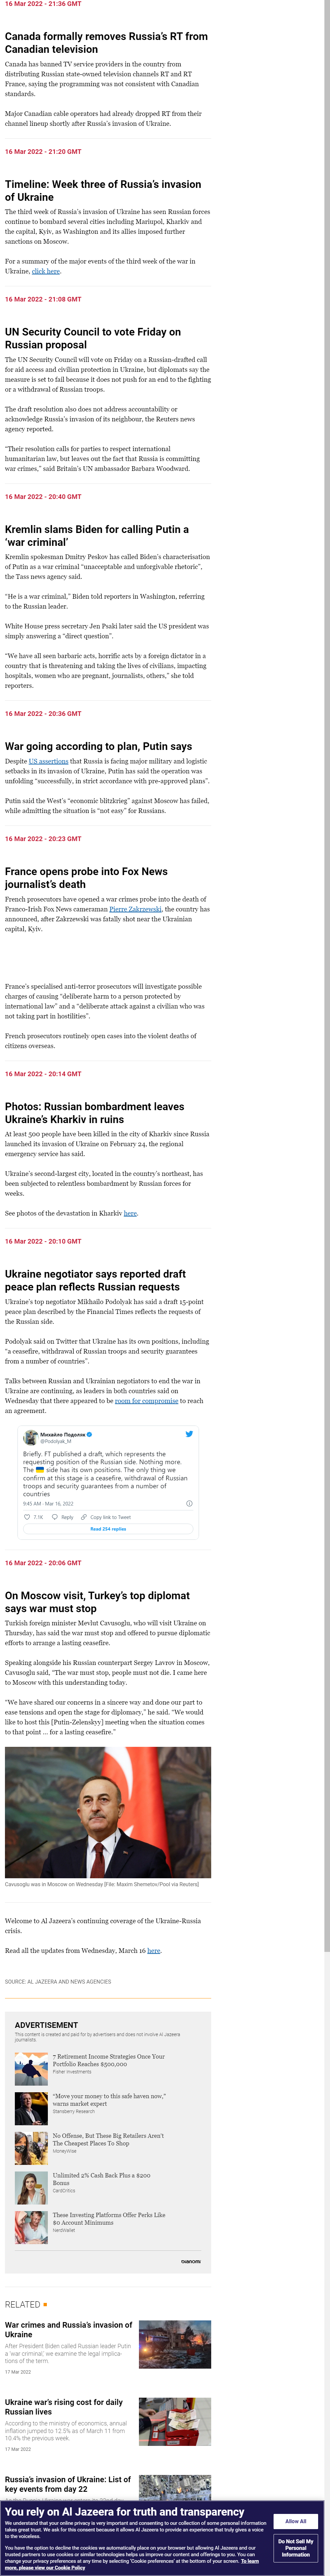 16 Mar 2022 - 21:36 GMT
Canada formally removes Russia's RT from
Canadian television
Canada has banned TV service providers in the country from
distributing Russian state-owned television channels RT and RT
France, saying the programming was not consistent with Canadian
standards.
Major Canadian cable operators had already dropped RT from their
channel lineup shortly after Russia's invasion of Ukraine.
16 Mar 2022 - 21:20 GMT
Timeline: Week three of Russia's invasion
of Ukraine
The third week of Russia's invasion of Ukraine has seen Russian forces
continue to bombard several cities including Mariupol, Kharkiv and
the capital, Kyiv, as Washington and its allies imposed further
sanctions on Moscow.
For a summary of the major events of the third week of the war in
Ukraine, click here.
16 Mar 2022 - 21:08 GMT
UN Security Council to vote Friday on
Russian proposal
The UN Security Council will vote on Friday on a Russian-drafted call
for aid access and civilian protection in Ukraine, but diplomats say the
measure is set to fail because it does not push for an end to the fighting
or a withdrawal of Russian troops.
The draft resolution also does not address accountability or
acknowledge Russia's invasion of its neighbour, the Reuters news
agency reported.
“Their resolution calls for parties to respect international
humanitarian law, but leaves out the fact that Russia is committing
war crimes,” said Britain's UN ambassador Barbara Woodward.
16 Mar 2022 - 20:40 GMT
Kremlin slams Biden for calling Putin a
‘war criminal’
Kremlin spokesman Dmitry Peskov has called Biden's characterisation
of Putin as a war criminal “unacceptable and unforgivable rhetoric”,
the Tass news agency said.
“He is a war criminal,” Biden told reporters in Washington, referring
to the Russian leader.
White House press secretary Jen Psaki later said the US president was
simply answering a “direct question”.
“We have all seen barbaric acts, horrific acts by a foreign dictator in a
country that is threatening and taking the lives of civilians, impacting
hospitals, women who are pregnant, journalists, others,” she told
reporters.
16 Mar 2022 - 20:36 GMT
War going according to plan, Putin says
Despite US assertions that Russia is facing major military and logistic
setbacks in its invasion of Ukraine, Putin has said the operation was
unfolding “successfully, in strict accordance with pre-approved plans”.
Putin said the West's “economic blitzkrieg” against Moscow has failed,
while admitting the situation is “not easy” for Russians.
16 Mar 2022 - 20:23 GMT
France opens probe into Fox News
journalist's death
French prosecutors have opened a war crimes probe into the death of
Franco-Irish Fox News cameraman Pierre Zakrzewski, the country has
announced, after Zakrzewski was fatally shot near the Ukrainian
capital, Kyiv.
France's specialised anti-terror prosecutors will investigate possible
charges of causing “deliberate harm to a person protected by
international law” and a “deliberate attack against a civilian who was
not taking part in hostilities”.
French prosecutors routinely open cases into the violent deaths of
citizens overseas.
16 Mar 2022 - 20:14 GMT
Photos: Russian bombardment leaves
Ukraine's Kharkiv in ruins
At least 500 people have been killed in the city of Kharkiv since Russia
launched its invasion of Ukraine on February 24, the regional
emergency service has said.
Ukraine's second-largest city, located in the country's northeast, has
been subjected to relentless bombardment by Russian forces for
weeks.
See photos of the devastation in Kharkiv here.
16 Mar 2022 - 20:10 GMT
Ukraine negotiator says reported draft
peace plan reflects Russian requests
Ukraine's top negotiator Mikhailo Podolyak has said a draft 15-point
peace plan described by the Financial Times reflects the requests of
the Russian side.
Podolyak said on Twitter that Ukraine has its own positions, including
“a ceasefire, withdrawal of Russian troops and security guarantees
from a number of countries”.
Talks between Russian and Ukrainian negotiators to end the war in
Ukraine are continuing, as leaders in both countries said on
Wednesday that there appeared to be room for compromise to reach
an agreement.
Михайло Подоляк
@Podolyak_M
Briefly. FT published a draft, which represents the
requesting position of the Russian side. Nothing more.
The 🇺🇦 side has its own positions. The only thing we
confirm at this stage is a ceasefire, withdrawal of Russian
troops and security guarantees from a number of
countries
9:45 AM · Mar 16, 2022
7.1K Reply Copy link to Tweet
Read 254 replies
16 Mar 2022 - 20:06 GMT
On Moscow visit, Turkey's top diplomat
says war must stop
Turkish foreign minister Mevlut Cavusoglu, who will visit Ukraine on
Thursday, has said the war must stop and offered to pursue diplomatic
efforts to arrange a lasting ceasefire.
Speaking alongside his Russian counterpart Sergey Lavrov in Moscow,
Cavusoglu said, “The war must stop, people must not die. I came here
to Moscow with this understanding today.
“We have shared our concerns in a sincere way and done our part to
ease tensions and open the stage for diplomacy,” he said. “We would
like to host this [Putin-Zelenskyy] meeting when the situation comes
to that point ... for a lasting ceasefire.”
Cavusoglu was in Moscow on Wednesday [File: Maxim Shemetov/Pool via Reuters]
Welcome to Al Jazeera's continuing coverage of the Ukraine-Russia
crisis.
Read all the updates from Wednesday, March 16 here.
SOURCE: AL JAZEERA AND NEWS AGENCIES
ADVERTISEMENT
This content is created and paid for by advertisers and does not involve Al Jazeera
journalists.
7 Retirement Income Strategies Once Your
Portfolio Reaches $500,000
Fisher Investments
“Move your money to this safe haven now,”
warns market expert
Stansberry Research
No Offense, But These Big Retailers Aren't
The Cheapest Places To Shop
MoneyWise
Unlimited 2% Cash Back Plus a $200
Bonus
CardCritics
These Investing Platforms Offer Perks Like
$0 Account Minimums
NerdWallet
DIANOMI
RELATED
War crimes and Russia's invasion of
Ukraine
After President Biden called Russian leader Putin
a 'war criminal', we examine the legal implica-
tions of the term.
17 Mar 2022
Ukraine war's rising cost for daily
Russian lives
According to the ministry of economics, annual
inflation jumped to 12.5% as of March 11 from
10.4% the previous week.
17 Mar 2022
Russia's invasion of Ukraine: List of
key events from day 22
You rely on Al Jazeera for truth and transparency
We understand that your online privacy is very important and consenting to our collection of some personal information
takes great trust. We ask for this consent because it allows Al Jazeera to provide an experience that truly gives a voice
to the voiceless.
You have the option to decline the cookies we automatically place on your browser but allowing Al Jazeera and our
trusted partners to use cookies or similar technologies helps us improve our content and offerings to you. You can
change your privacy preferences at any time by selecting ‘Cookie preferences’ at the bottom of your screen. To learn
more, please view our Cookie Policy
Allow All
Do Not Sell My
Personal
Information